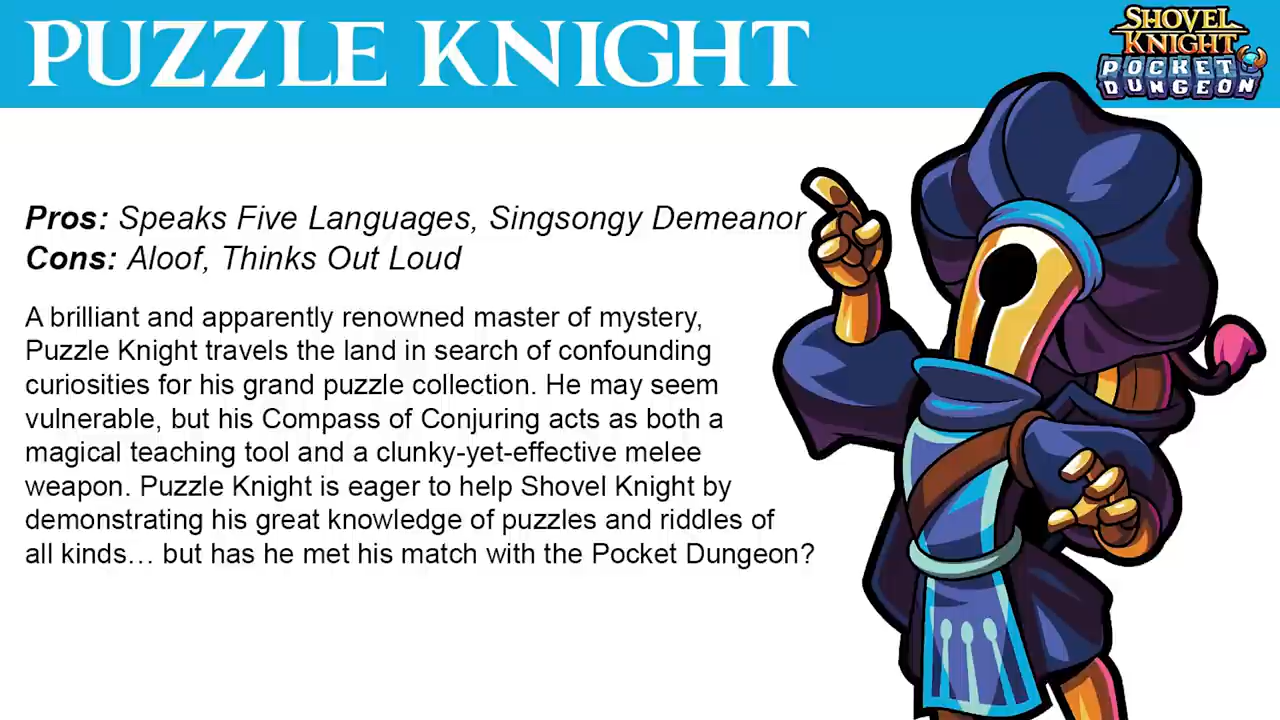 PUZZLE KNIGHT
SHOVEL
KNIGHT
POCKET
DUNGEON
Pros: Speaks Five Languages, Singsongy Demeanor
Cons: Aloof, Thinks Out Loud
A brilliant and apparently renowned master of mystery,
Puzzle Knight travels the land in search of confounding
curiosities for his grand puzzle collection. He may seem
vulnerable, but his Compass of Conjuring acts as both a
magical teaching tool and a clunky-yet-effective melee
weapon. Puzzle Knight is eager to help Shovel Knight by
demonstrating his great knowledge of puzzles and riddles of
all kinds… but has he met his match with the Pocket Dungeon?